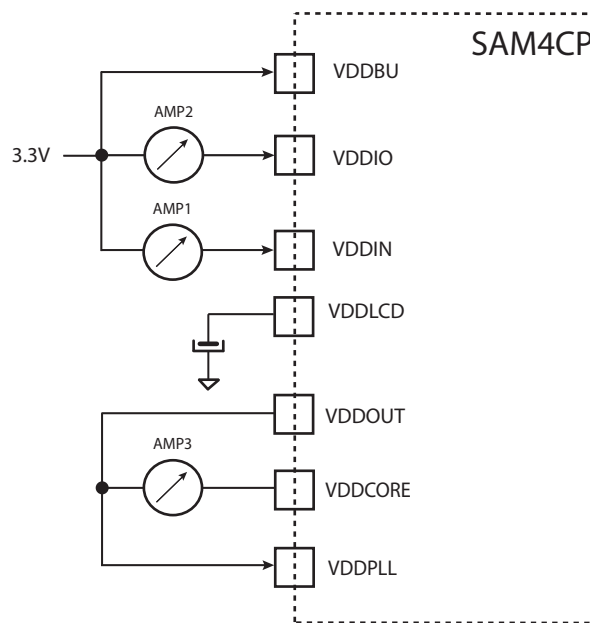 SAM4CP
VDDBU
AMP2
3.3V
VDDIO
AMP1
VDDIN
VDDLCD
VDDOUT
AMP3
VDDCORE
VDDPLL